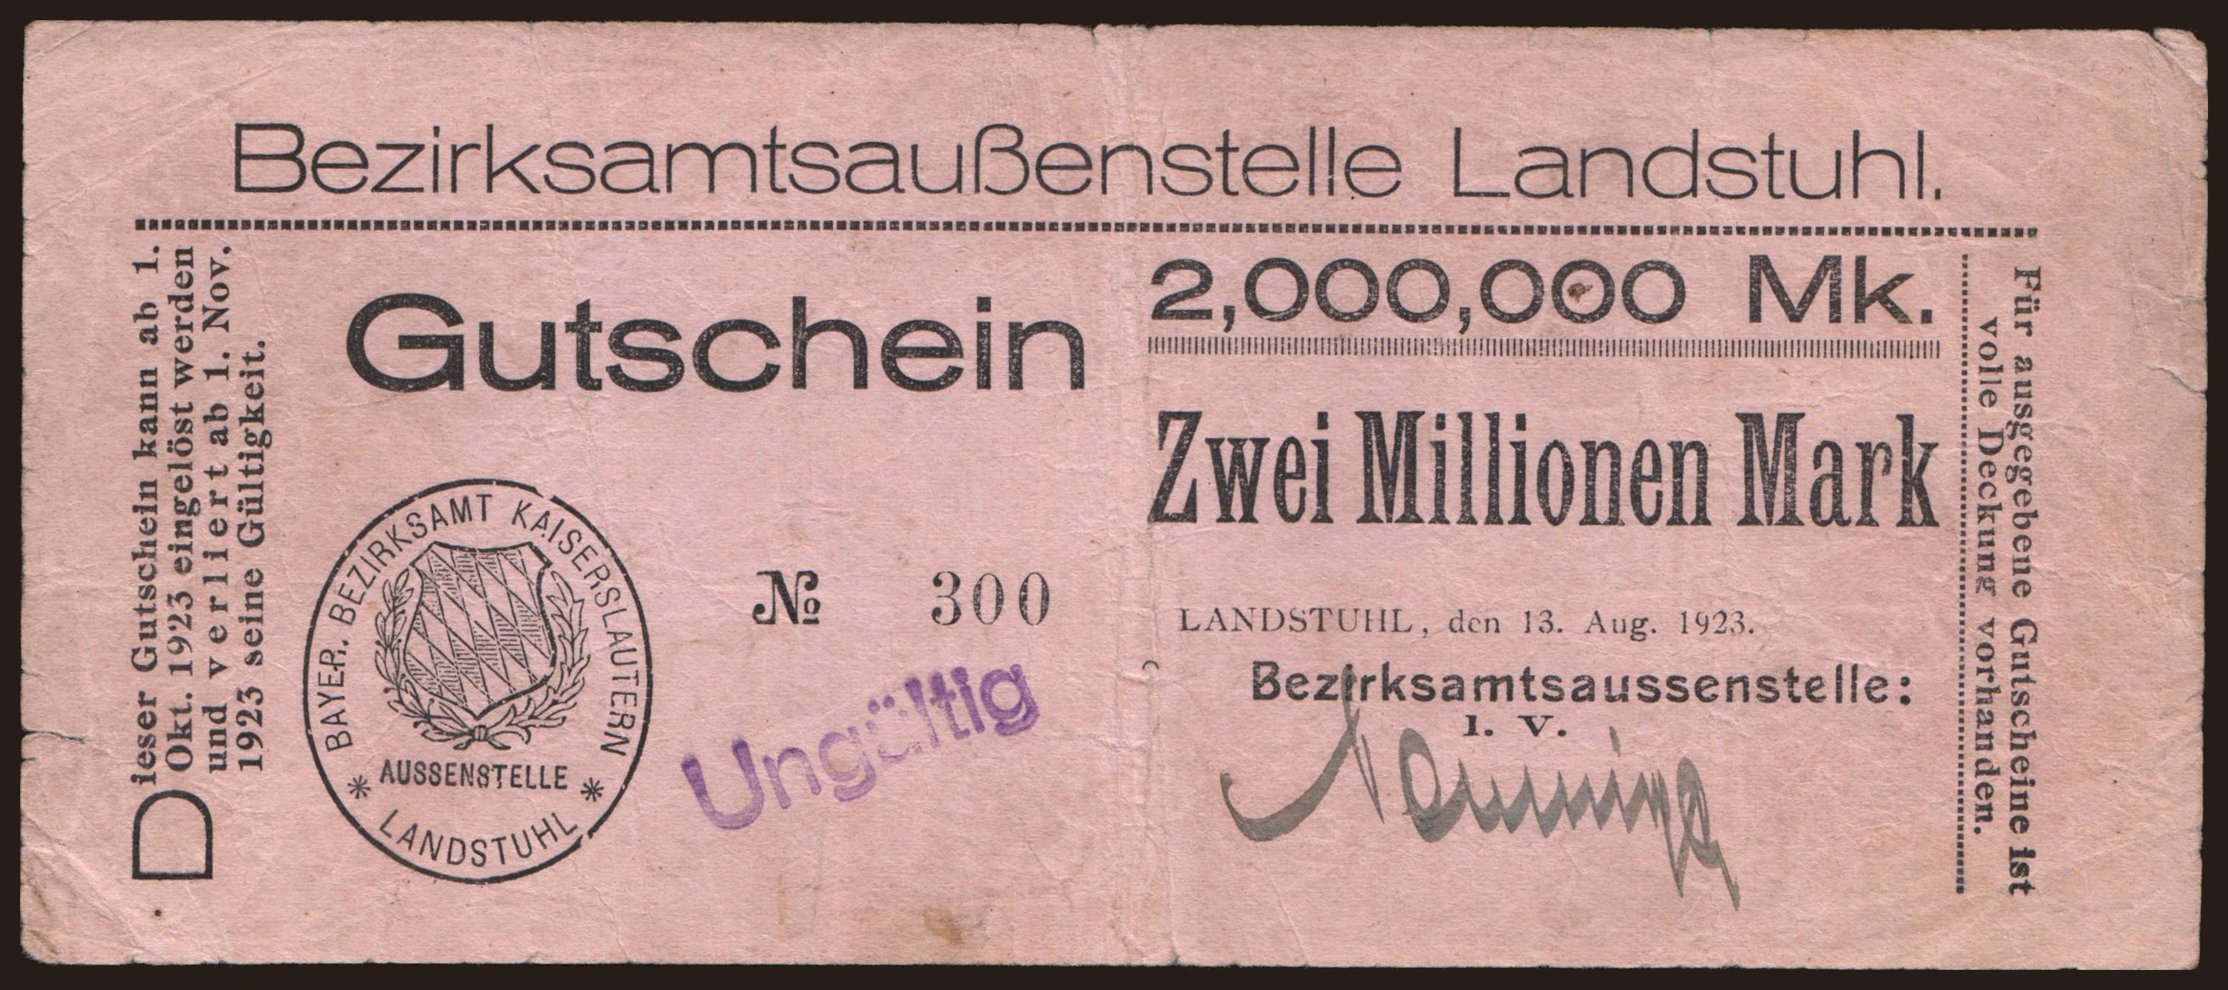 Bezirksamtsaußenstelle Landstuhl.
Dieser Gutschein kann ab 1.
Okt. 1923 eingelöst werden
und verliert ab 1. Nov.
1923 seine Gültigkeit.
Gutschein
BAYER. BEZIRKSAMT KAISERSLAUTERN
* AUSSENSTELLE *
LANDSTUHL
№ 300
Ungültig
2,000,000 Mk.
Zwei Millionen Mark
LANDSTUHL, den 13. Aug. 1923.
Bezirksamtsaussenstelle:
I. V.
Für ausgegebene Gutscheine ist
volle Deckung vorhanden.